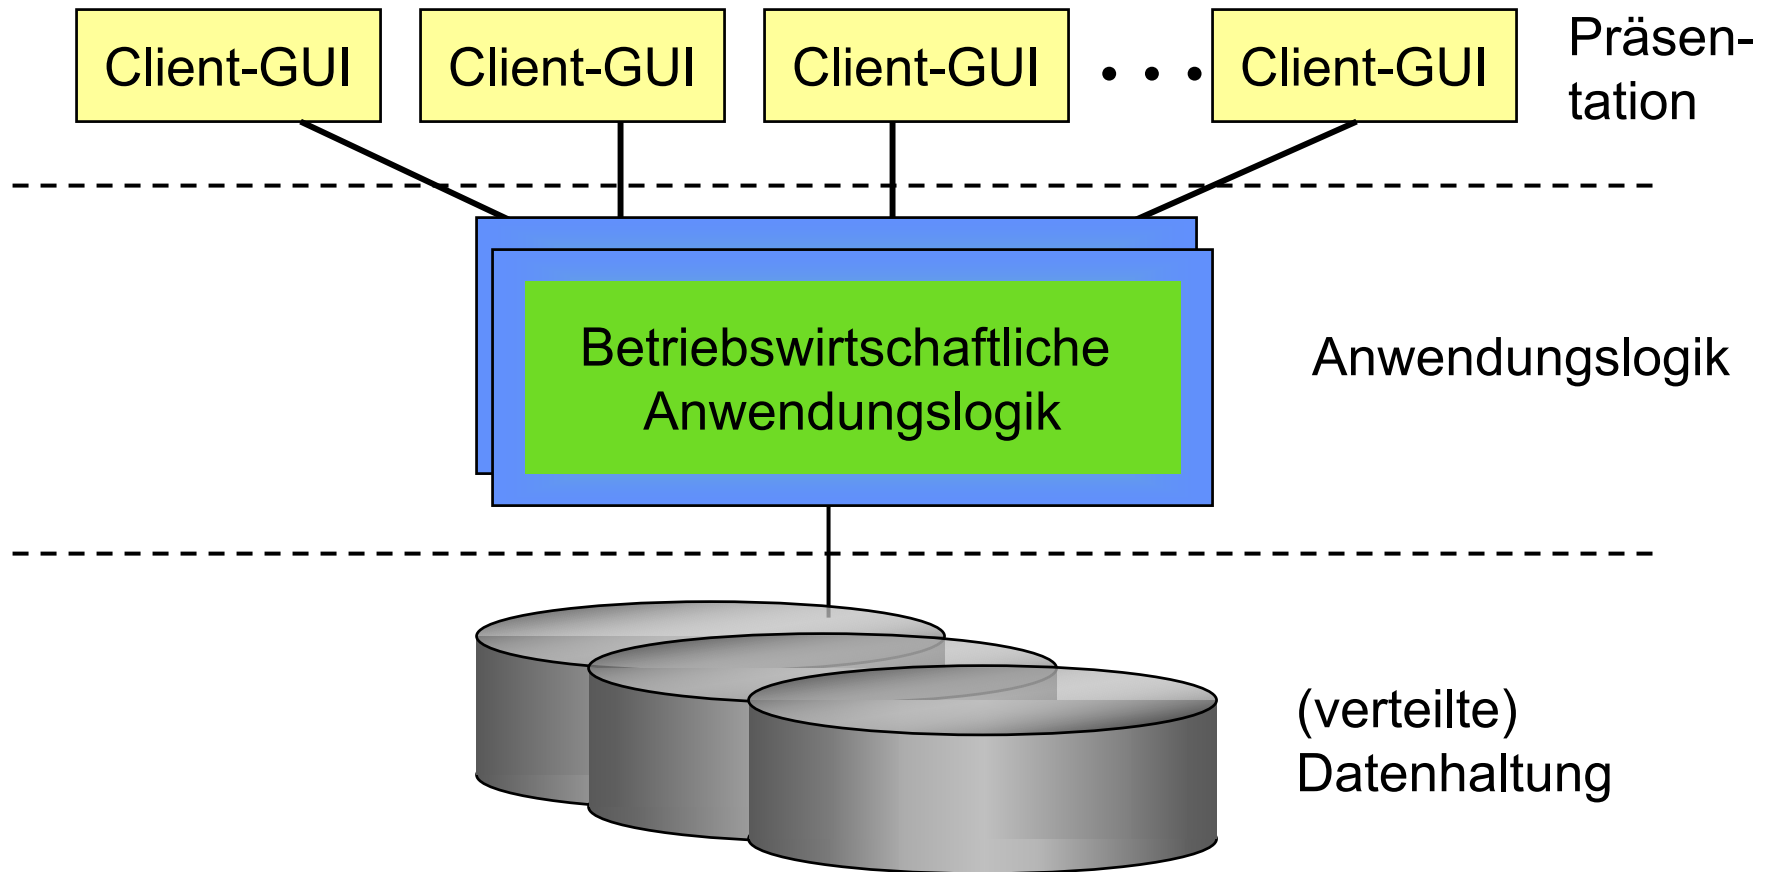 Client-GUI
Client-GUI
Client-GUI
. . .
Client-GUI
Präsen-
tation
Betriebswirtschaftliche
Anwendungslogik
Anwendungslogik
(verteilte)
Datenhaltung